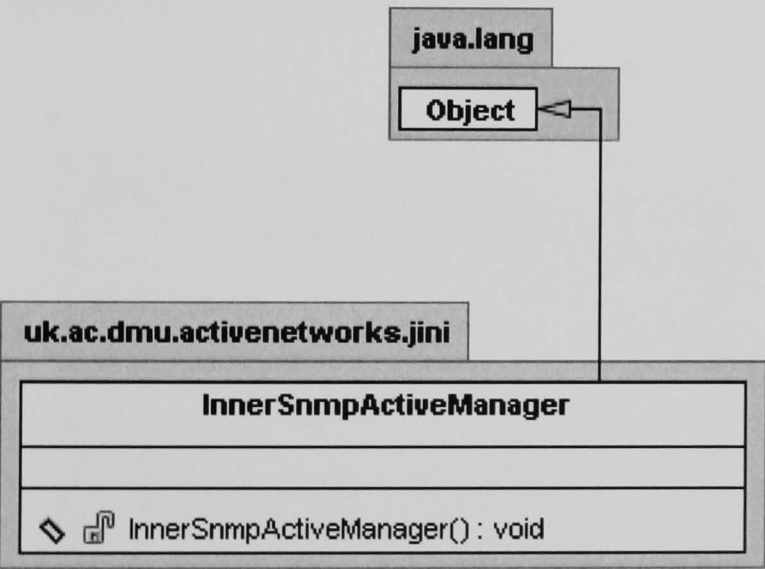 java.lang
Object
uk.ac.dmu.activenetworks.jini
InnerSnmpActiveManager
InnerSnmpActiveManager() : void